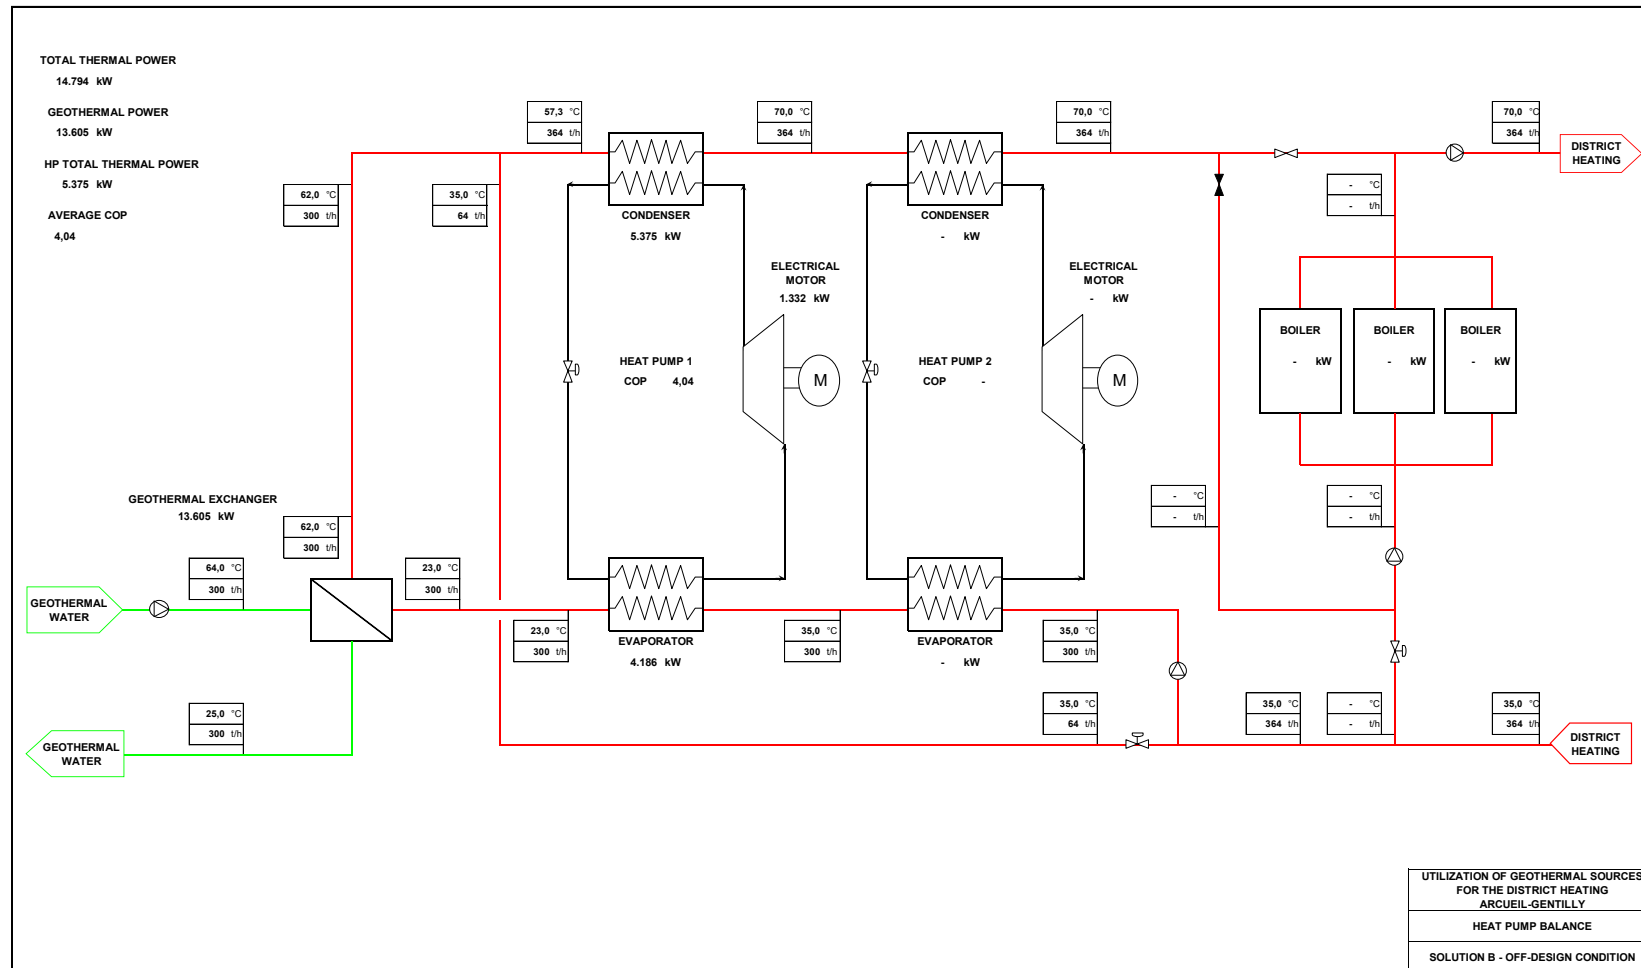 TOTAL THERMAL POWER
14.794 kW
GEOTHERMAL POWER
13.605 kW
HP TOTAL THERMAL POWER
5.375 kW
AVERAGE COP
4,04
57,3 °C
364 t/h
70,0 °C
364 t/h
70,0 °C
364 t/h
70,0 °C
364 t/h
DISTRICT
HEATING
62,0 °C
300 t/h
35,0 °C
64 t/h
- °C
- t/h
CONDENSER
5.375 kW
CONDENSER
- kW
ELECTRICAL
MOTOR
1.332 kW
ELECTRICAL
MOTOR
- kW
HEAT PUMP 1
COP 4,04
M
HEAT PUMP 2
COP -
M
BOILER
- kW
BOILER
- kW
BOILER
- kW
GEOTHERMAL EXCHANGER
13.605 kW
62,0 °C
300 t/h
- °C
- t/h
- °C
- t/h
64,0 °C
300 t/h
23,0 °C
300 t/h
GEOTHERMAL
WATER
23,0 °C
300 t/h
EVAPORATOR
4.186 kW
35,0 °C
300 t/h
EVAPORATOR
- kW
35,0 °C
300 t/h
25,0 °C
300 t/h
35,0 °C
64 t/h
35,0 °C
364 t/h
- °C
- t/h
35,0 °C
364 t/h
GEOTHERMAL
WATER
DISTRICT
HEATING
UTILIZATION OF GEOTHERMAL SOURCES
FOR THE DISTRICT HEATING
ARCUEIL-GENTILLY
HEAT PUMP BALANCE
SOLUTION B - OFF-DESIGN CONDITION